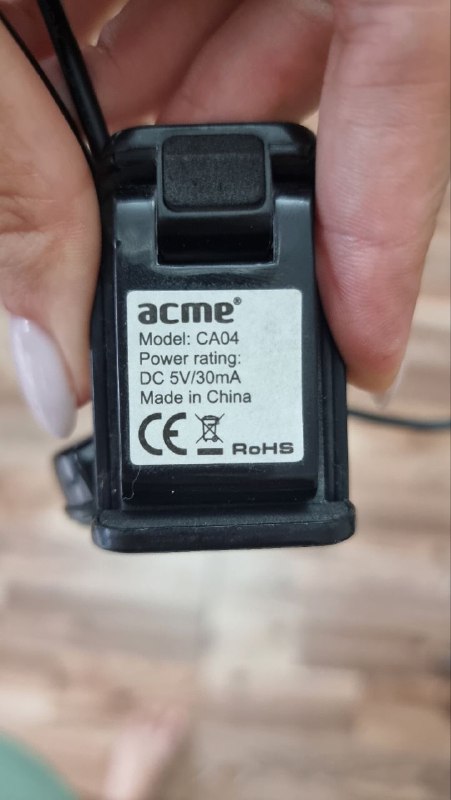 acme®
Model: CA04
Power rating:
DC 5V/30mA
Made in China
CE RoHS